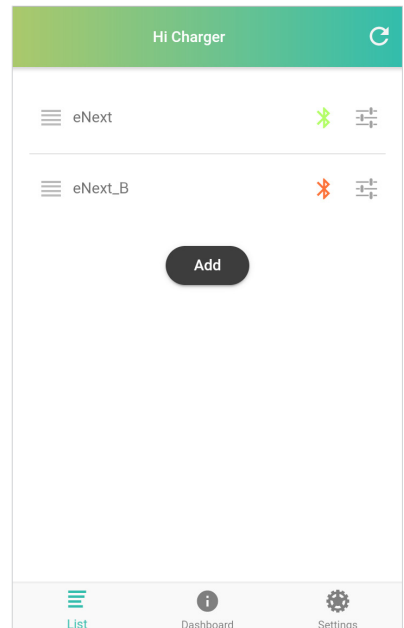 Hi Charger
eNext
eNext_B
Add
List
Dashboard
Settings